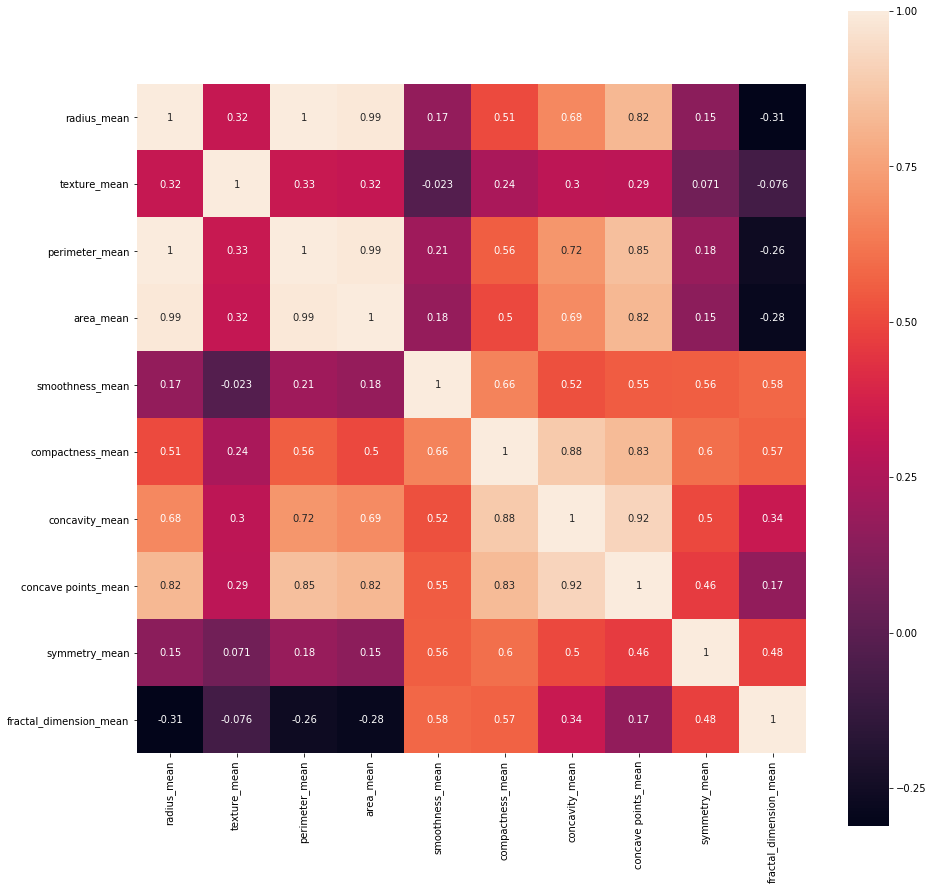 1.00
radius_mean 1 0.32 1 0.99 0.17 0.51 0.68 0.82 0.15 -0.31
texture_mean 0.32 1 0.33 0.32 -0.023 0.24 0.3 0.29 0.071 -0.076
0.75
perimeter_mean 1 0.33 1 0.99 0.21 0.56 0.72 0.85 0.18 -0.26
area_mean 0.99 0.32 0.99 1 0.18 0.5 0.69 0.82 0.15 -0.28
0.50
smoothness_mean 0.17 -0.023 0.21 0.18 1 0.66 0.52 0.55 0.56 0.58
compactness_mean 0.51 0.24 0.56 0.5 0.66 1 0.88 0.83 0.6 0.57
0.25
concavity_mean 0.68 0.3 0.72 0.69 0.52 0.88 1 0.92 0.5 0.34
concave points_mean 0.82 0.29 0.85 0.82 0.55 0.83 0.92 1 0.46 0.17
0.00
symmetry_mean 0.15 0.071 0.18 0.15 0.56 0.6 0.5 0.46 1 0.48
fractal_dimension_mean -0.31 -0.076 -0.26 -0.28 0.58 0.57 0.34 0.17 0.48 1
−0.25
radius_mean
texture_mean
perimeter_mean
area_mean
smoothness_mean
compactness_mean
concavity_mean
concave points_mean
symmetry_mean
fractal_dimension_mean